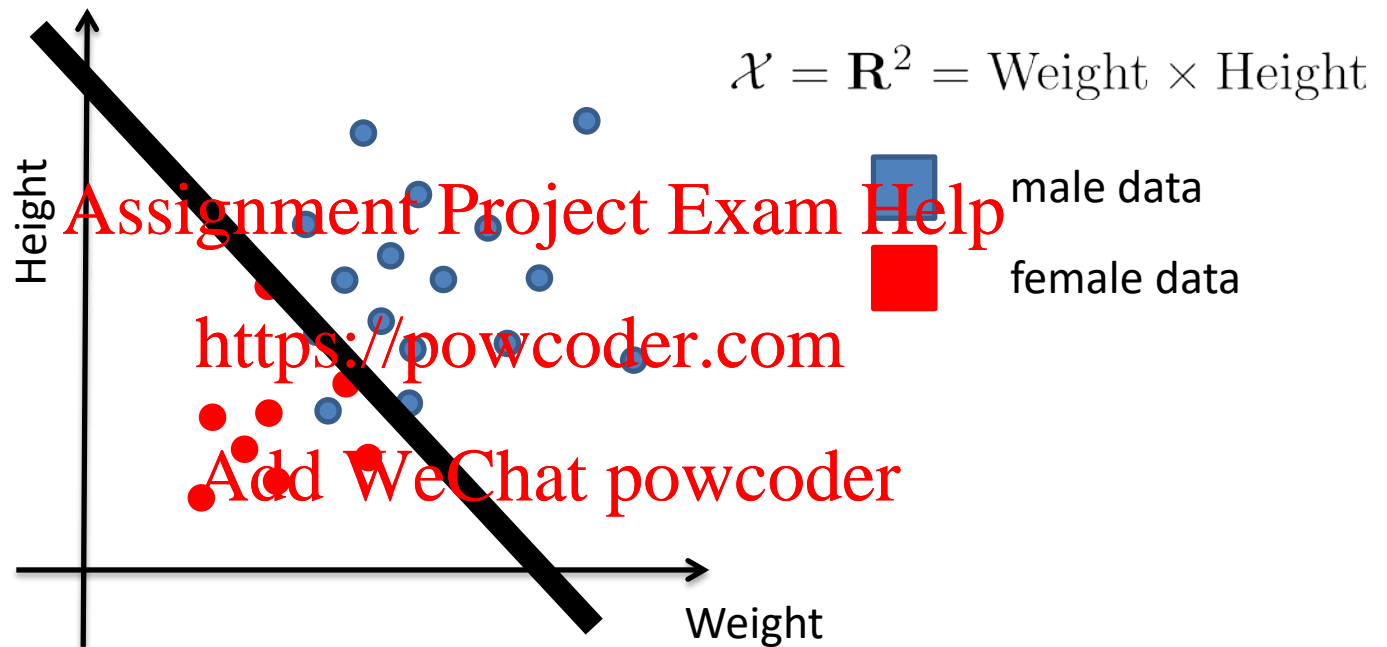 𝒳 = R² = Weight × Height
Height
male data
Assignment Project Exam Help
female data
https://powcoder.com
Add WeChat powcoder
Weight